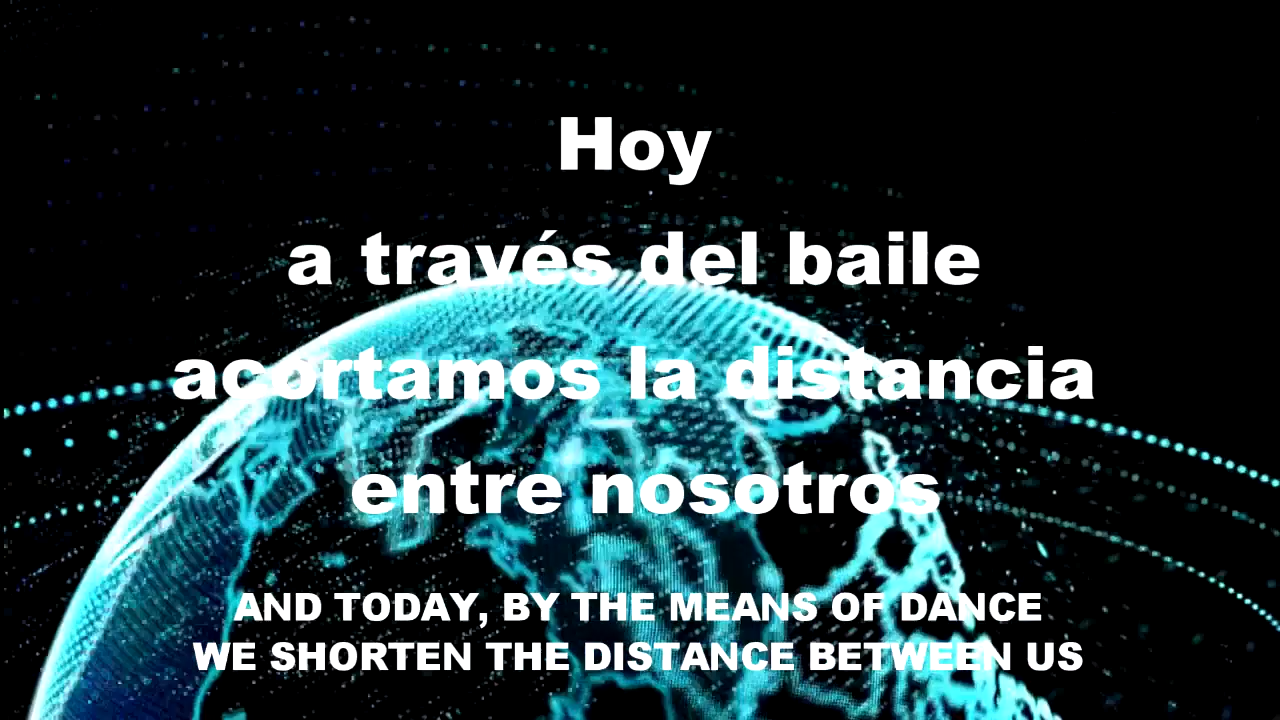 Hoy
a través del baile
acortamos la distancia
entre nosotros
AND TODAY, BY THE MEANS OF DANCE
WE SHORTEN THE DISTANCE BETWEEN US